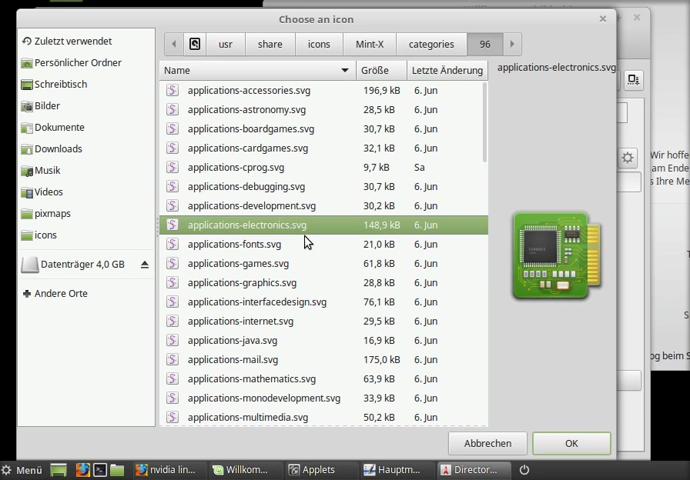 Choose an icon
Zuletzt verwendet
Persönlicher Ordner
Schreibtisch
Bilder
Dokumente
Downloads
Musik
Videos
pixmaps
icons
Datenträger 4,0 GB
Andere Orte
usr share icons Mint-X categories 96
Name Größe Letzte Änderung
applications-accessories.svg 196,9 kB 6. Jun
applications-astronomy.svg 28,5 kB 6. Jun
applications-boardgames.svg 30,7 kB 6. Jun
applications-cardgames.svg 32,1 kB 6. Jun
applications-cprog.svg 9,7 kB Sa
applications-debugging.svg 30,7 kB 6. Jun
applications-development.svg 30,2 kB 6. Jun
applications-electronics.svg 148,9 kB 6. Jun
applications-fonts.svg 21,0 kB 6. Jun
applications-games.svg 61,8 kB 6. Jun
applications-graphics.svg 28,8 kB 6. Jun
applications-interfacedesign.svg 76,1 kB 6. Jun
applications-internet.svg 29,5 kB 6. Jun
applications-java.svg 16,9 kB 6. Jun
applications-mail.svg 175,0 kB 6. Jun
applications-mathematics.svg 63,9 kB 6. Jun
applications-monodevelopment.svg 33,9 kB 6. Jun
applications-multimedia.svg 50,2 kB 6. Jun
applications-electronics.svg
Wir hoffe
am Ende
s Ihre Me
og beim S
Abbrechen OK
Menü nvidia lin... Willkom... Applets Hauptm... Director...